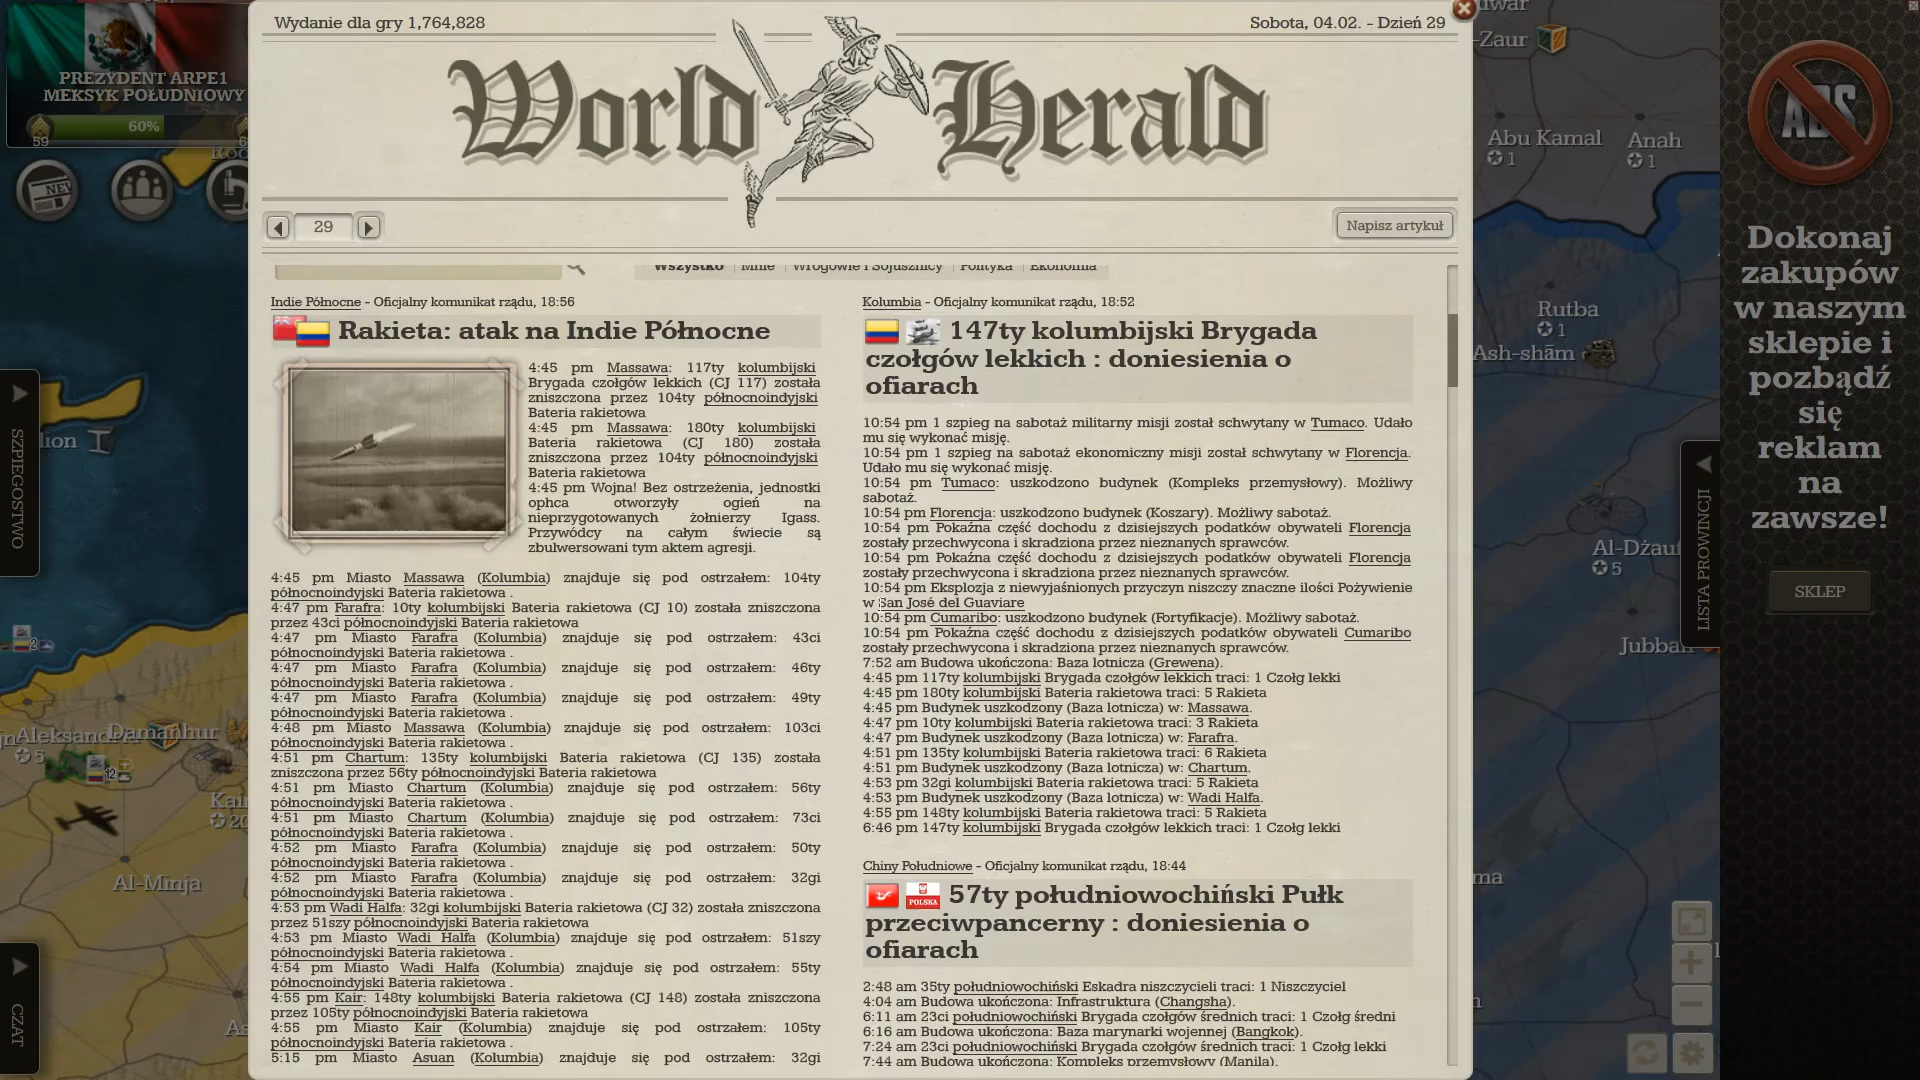 Wydanie dla gry 1,764,828
Sobota, 04.02. - Dzień 29
World Herald
29
Napisz artykuł
Wszystko
Mnie
Wrogowie i Sojusznicy
Polityka
Ekonomia
PREZYDENT ARPE1
MEKSYK POŁUDNIOWY
60%
59
NEW
SZPIEGOSTWO
CZAT
lion
2
Damanhur
5
12
20
Al-Minja
Indie Północne - Oficjalny komunikat rządu, 18:56
Rakieta: atak na Indie Północne
4:45 pm Massawa: 117ty kolumbijski
Brygada czołgów lekkich (CJ 117) została
zniszczona przez 104ty północnoindyjski
Bateria rakietowa
4:45 pm Massawa: 180ty kolumbijski
Bateria rakietowa (CJ 180) została
zniszczona przez 104ty północnoindyjski
Bateria rakietowa
4:45 pm Wojna! Bez ostrzeżenia, jednostki
ophca otworzyły ogień na
nieprzygotowanych żołnierzy Igass.
Przywódcy na całym świecie są
zbulwersowani tym aktem agresji.
4:45 pm Miasto Massawa (Kolumbia) znajduje się pod ostrzałem: 104ty
północnoindyjski Bateria rakietowa .
4:47 pm Farafra: 10ty kolumbijski Bateria rakietowa (CJ 10) została zniszczona
przez 43ci północnoindyjski Bateria rakietowa
4:47 pm Miasto Farafra (Kolumbia) znajduje się pod ostrzałem: 43ci
północnoindyjski Bateria rakietowa .
4:47 pm Miasto Farafra (Kolumbia) znajduje się pod ostrzałem: 46ty
północnoindyjski Bateria rakietowa .
4:47 pm Miasto Farafra (Kolumbia) znajduje się pod ostrzałem: 49ty
północnoindyjski Bateria rakietowa .
4:48 pm Miasto Massawa (Kolumbia) znajduje się pod ostrzałem: 103ci
północnoindyjski Bateria rakietowa .
4:51 pm Chartum: 135ty kolumbijski Bateria rakietowa (CJ 135) została
zniszczona przez 56ty północnoindyjski Bateria rakietowa
4:51 pm Miasto Chartum (Kolumbia) znajduje się pod ostrzałem: 56ty
północnoindyjski Bateria rakietowa .
4:51 pm Miasto Chartum (Kolumbia) znajduje się pod ostrzałem: 73ci
północnoindyjski Bateria rakietowa .
4:52 pm Miasto Farafra (Kolumbia) znajduje się pod ostrzałem: 50ty
północnoindyjski Bateria rakietowa .
4:52 pm Miasto Farafra (Kolumbia) znajduje się pod ostrzałem: 32gi
północnoindyjski Bateria rakietowa .
4:53 pm Wadi Halfa: 32gi kolumbijski Bateria rakietowa (CJ 32) została zniszczona
przez 51szy północnoindyjski Bateria rakietowa
4:53 pm Miasto Wadi Halfa (Kolumbia) znajduje się pod ostrzałem: 51szy
północnoindyjski Bateria rakietowa .
4:54 pm Miasto Wadi Halfa (Kolumbia) znajduje się pod ostrzałem: 55ty
północnoindyjski Bateria rakietowa .
4:55 pm Kair: 148ty kolumbijski Bateria rakietowa (CJ 148) została zniszczona
przez 105ty północnoindyjski Bateria rakietowa
4:55 pm Miasto Kair (Kolumbia) znajduje się pod ostrzałem: 105ty
północnoindyjski Bateria rakietowa .
5:15 pm Miasto Asuan (Kolumbia) znajduje się pod ostrzałem: 32gi
Kolumbia - Oficjalny komunikat rządu, 18:52
147ty kolumbijski Brygada
czołgów lekkich : doniesienia o
ofiarach
10:54 pm 1 szpieg na sabotaż militarny misji został schwytany w Tumaco. Udało
mu się wykonać misję.
10:54 pm 1 szpieg na sabotaż ekonomiczny misji został schwytany w Florencja.
Udało mu się wykonać misję.
10:54 pm Tumaco: uszkodzono budynek (Kompleks przemysłowy). Możliwy
sabotaż.
10:54 pm Florencja: uszkodzono budynek (Koszary). Możliwy sabotaż.
10:54 pm Pokaźna część dochodu z dzisiejszych podatków obywateli Florencja
zostały przechwycona i skradziona przez nieznanych sprawców.
10:54 pm Pokaźna część dochodu z dzisiejszych podatków obywateli Florencja
zostały przechwycona i skradziona przez nieznanych sprawców.
10:54 pm Eksplozja z niewyjaśnionych przyczyn niszczy znaczne ilości Pożywienie
w San José del Guaviare
10:54 pm Cumaribo: uszkodzono budynek (Fortyfikacje). Możliwy sabotaż.
10:54 pm Pokaźna część dochodu z dzisiejszych podatków obywateli Cumaribo
zostały przechwycona i skradziona przez nieznanych sprawców.
7:52 am Budowa ukończona: Baza lotnicza (Grewena).
4:45 pm 117ty kolumbijski Brygada czołgów lekkich traci: 1 Czołg lekki
4:45 pm 180ty kolumbijski Bateria rakietowa traci: 5 Rakieta
4:45 pm Budynek uszkodzony (Baza lotnicza) w: Massawa.
4:47 pm 10ty kolumbijski Bateria rakietowa traci: 3 Rakieta
4:47 pm Budynek uszkodzony (Baza lotnicza) w: Farafra.
4:51 pm 135ty kolumbijski Bateria rakietowa traci: 6 Rakieta
4:51 pm Budynek uszkodzony (Baza lotnicza) w: Chartum.
4:53 pm 32gi kolumbijski Bateria rakietowa traci: 5 Rakieta
4:53 pm Budynek uszkodzony (Baza lotnicza) w: Wadi Halfa.
4:55 pm 148ty kolumbijski Bateria rakietowa traci: 5 Rakieta
6:46 pm 147ty kolumbijski Brygada czołgów lekkich traci: 1 Czołg lekki
Chiny Południowe - Oficjalny komunikat rządu, 18:44
POLSKA
57ty południowochiński Pułk
przeciwpancerny : doniesienia o
ofiarach
2:48 am 35ty południowochiński Eskadra niszczycieli traci: 1 Niszczyciel
4:04 am Budowa ukończona: Infrastruktura (Changsha).
6:11 am 23ci południowochiński Brygada czołgów średnich traci: 1 Czołg średni
6:16 am Budowa ukończona: Baza marynarki wojennej (Bangkok).
7:24 am 23ci południowochiński Brygada czołgów średnich traci: 1 Czołg lekki
7:44 am Budowa ukończona: Kompleks przemysłowy (Manila).
-Zaur
Abu Kamal
1
Anah
1
Rutba
1
Ash-shām
5
LISTA PROWINCJI
ADS
Dokonaj
zakupów
w naszym
sklepie i
pozbądź
się
reklam
na
zawsze!
SKLEP